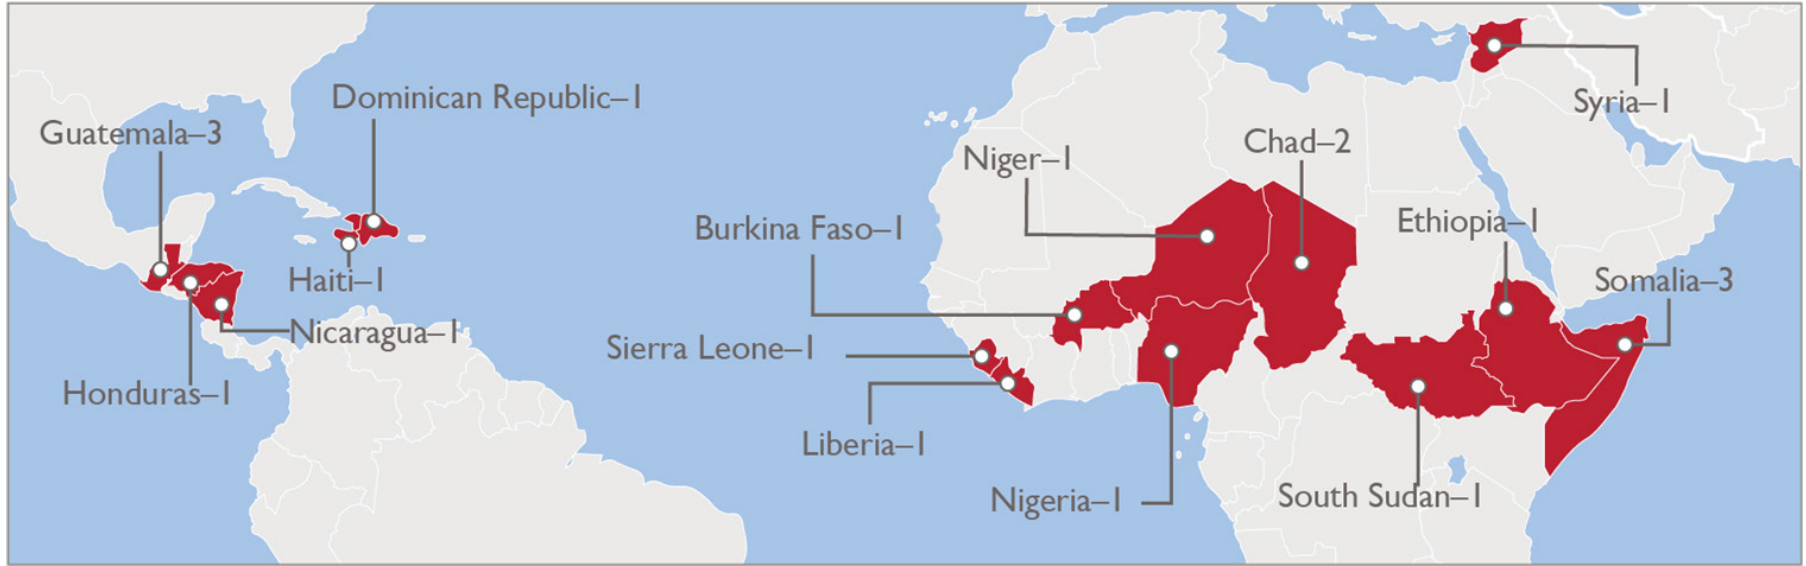 Dominican Republic–1
Guatemala–3
Haiti–1
Nicaragua–1
Honduras–1
Syria–1
Chad–2
Niger–1
Burkina Faso–1
Ethiopia–1
Somalia–3
Sierra Leone–1
Liberia–1
Nigeria–1
South Sudan–1